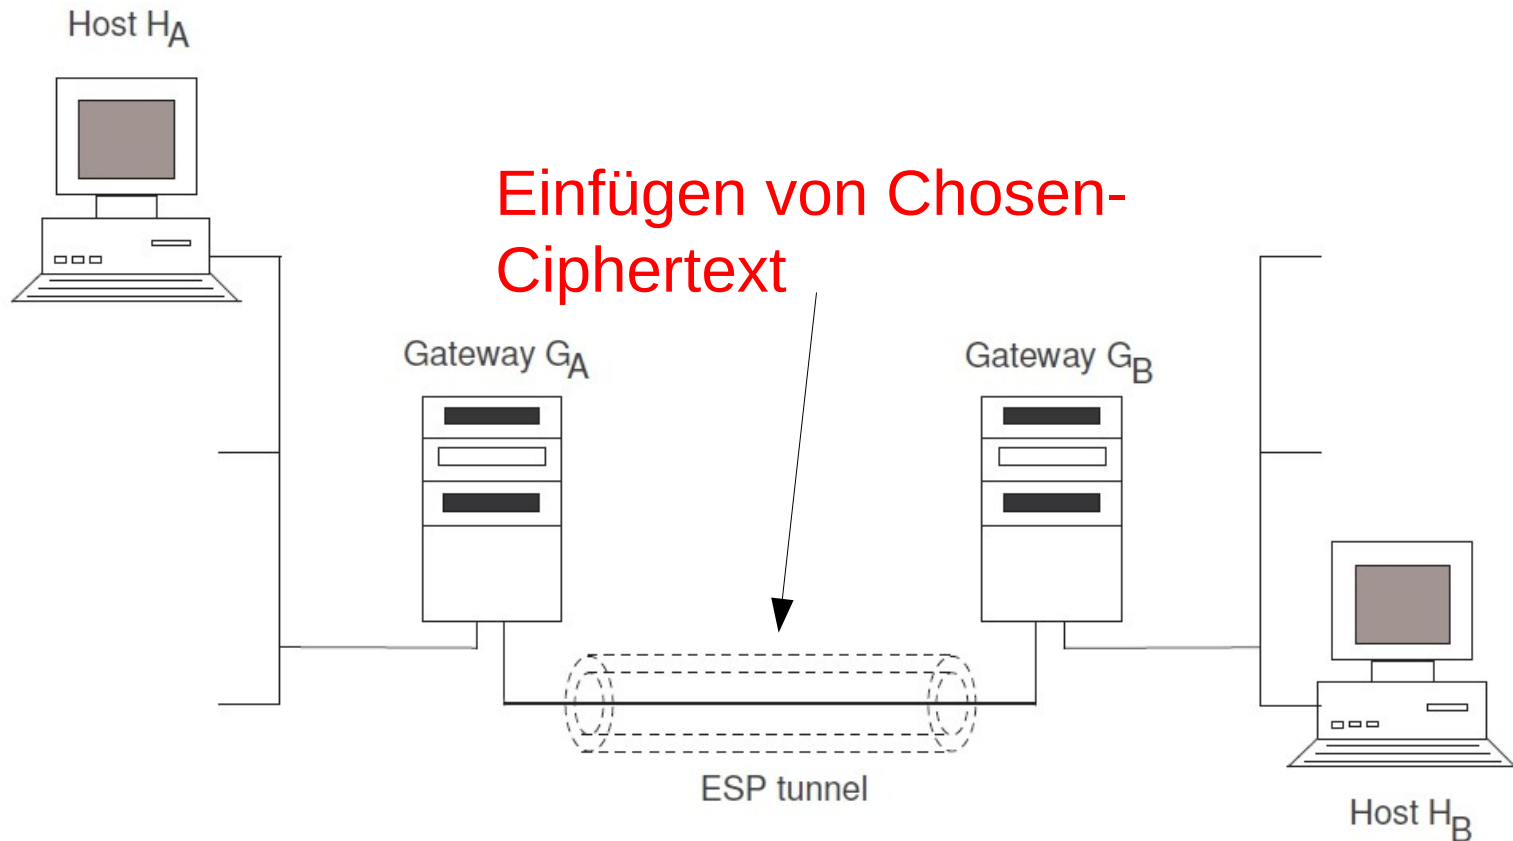 Host HA
Einfügen von Chosen-
Ciphertext
Gateway GA
Gateway GB
ESP tunnel
Host HB